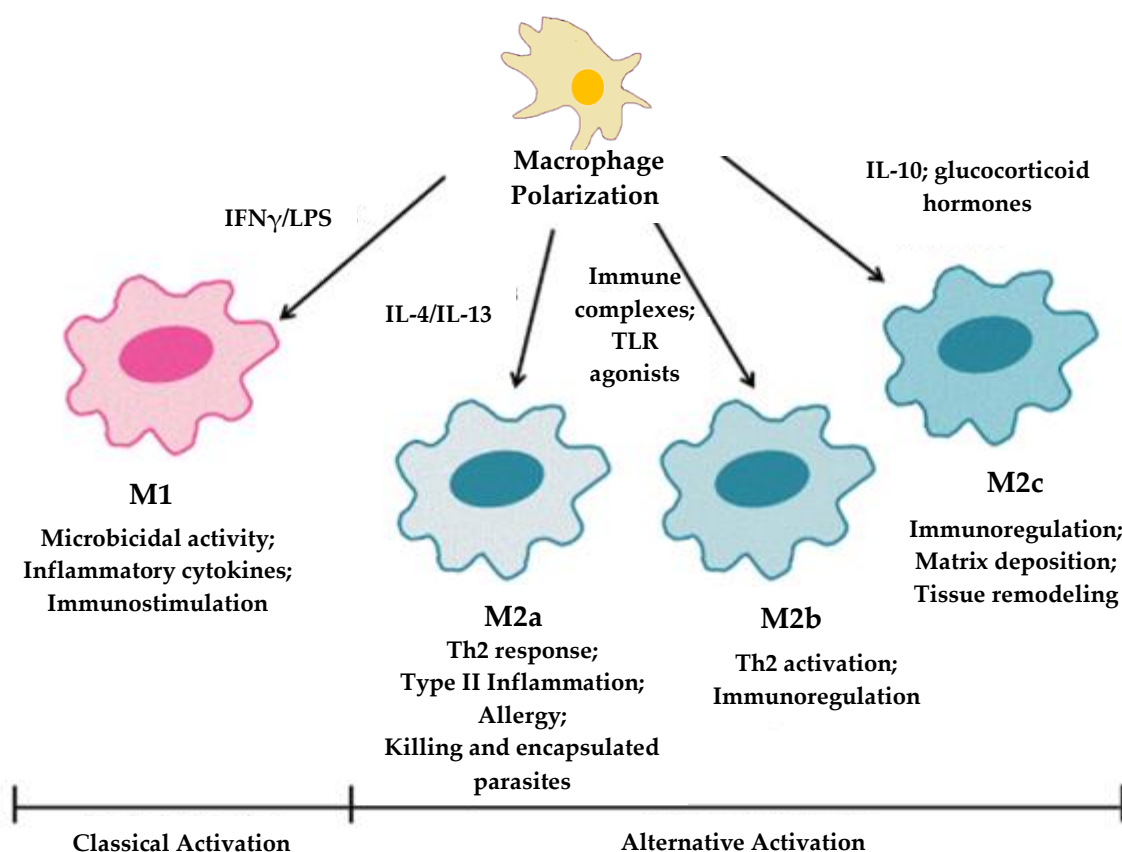 Macrophage
Polarization
IFNγ/LPS
IL-4/IL-13
Immune
complexes;
TLR
agonists
IL-10; glucocorticoid
hormones
M1
Microbicidal activity;
Inflammatory cytokines;
Immunostimulation
M2a
Th2 response;
Type II Inflammation;
Allergy;
Killing and encapsulated
parasites
M2b
Th2 activation;
Immunoregulation
M2c
Immunoregulation;
Matrix deposition;
Tissue remodeling
Classical Activation
Alternative Activation